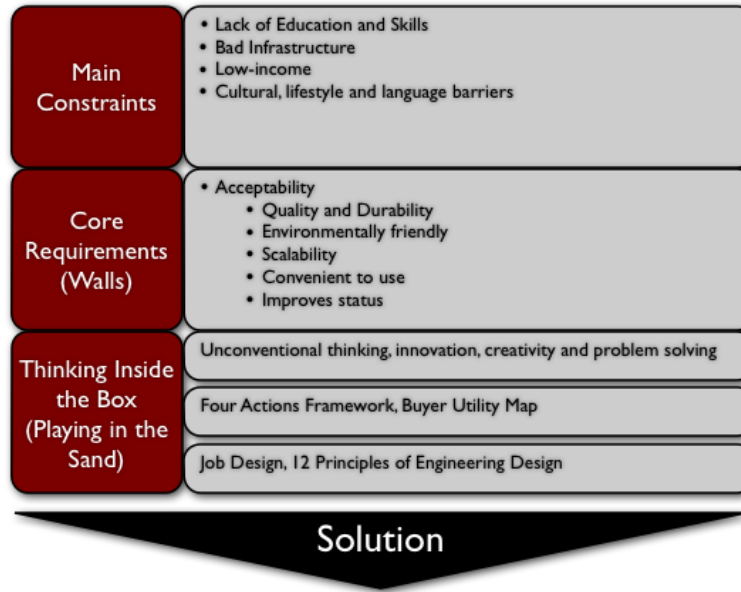 Main
Constraints
• Lack of Education and Skills
• Bad Infrastructure
• Low-income
• Cultural, lifestyle and language barriers
Core
Requirements
(Walls)
• Acceptability
• Quality and Durability
• Environmentally friendly
• Scalability
• Convenient to use
• Improves status
Thinking Inside
the Box
(Playing in the
Sand)
Unconventional thinking, innovation, creativity and problem solving
Four Actions Framework, Buyer Utility Map
Job Design, 12 Principles of Engineering Design
Solution